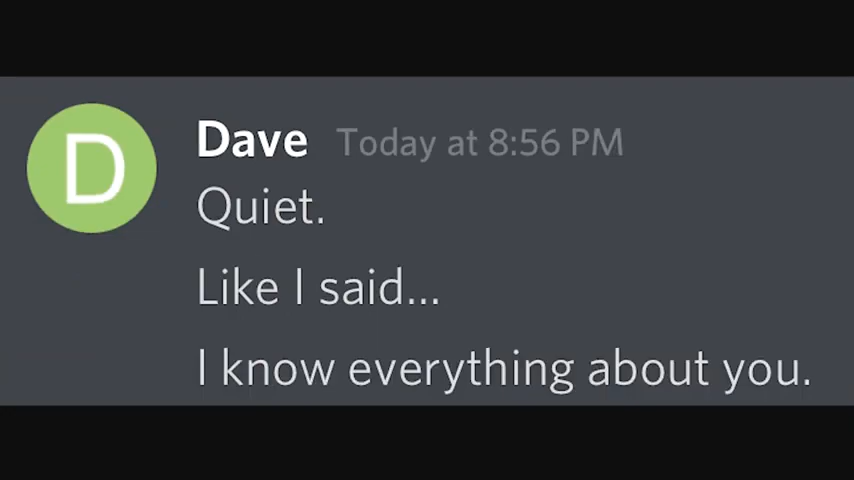 D
Dave Today at 8:56 PM
Quiet.
Like I said...
I know everything about you.